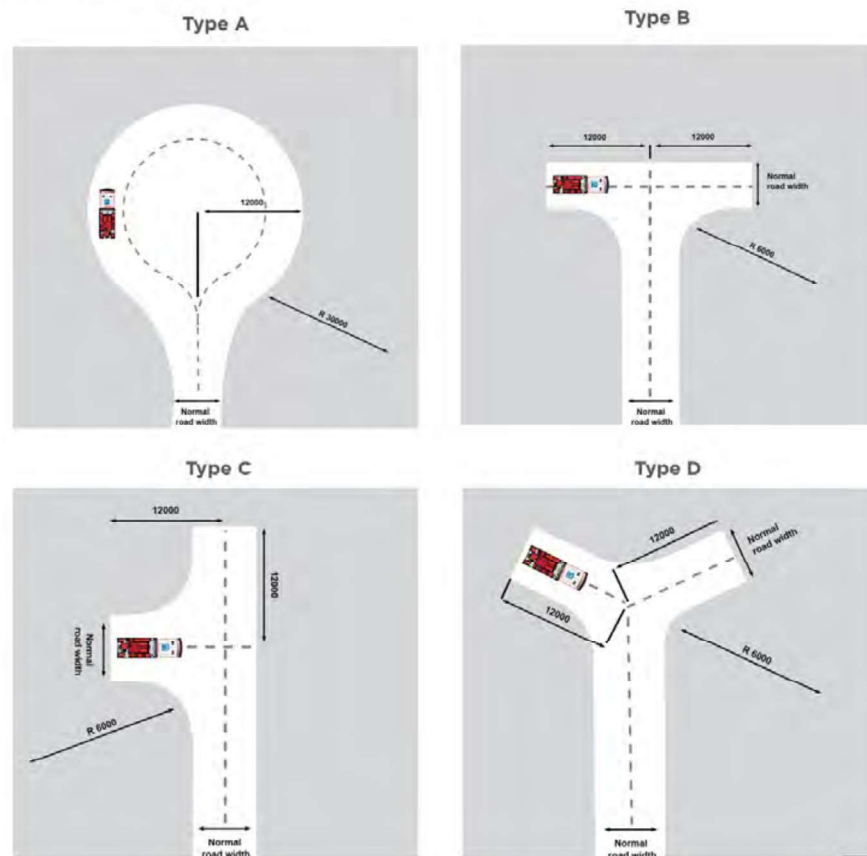 Type A
12000
R 30000
Normal
road width
Type B
12000
12000
Normal
road width
R 6000
Normal
road width
Type C
12000
12000
Normal
road width
R 6000
Normal
road width
Type D
12000
Normal
road width
12000
R 6000
Normal
road width